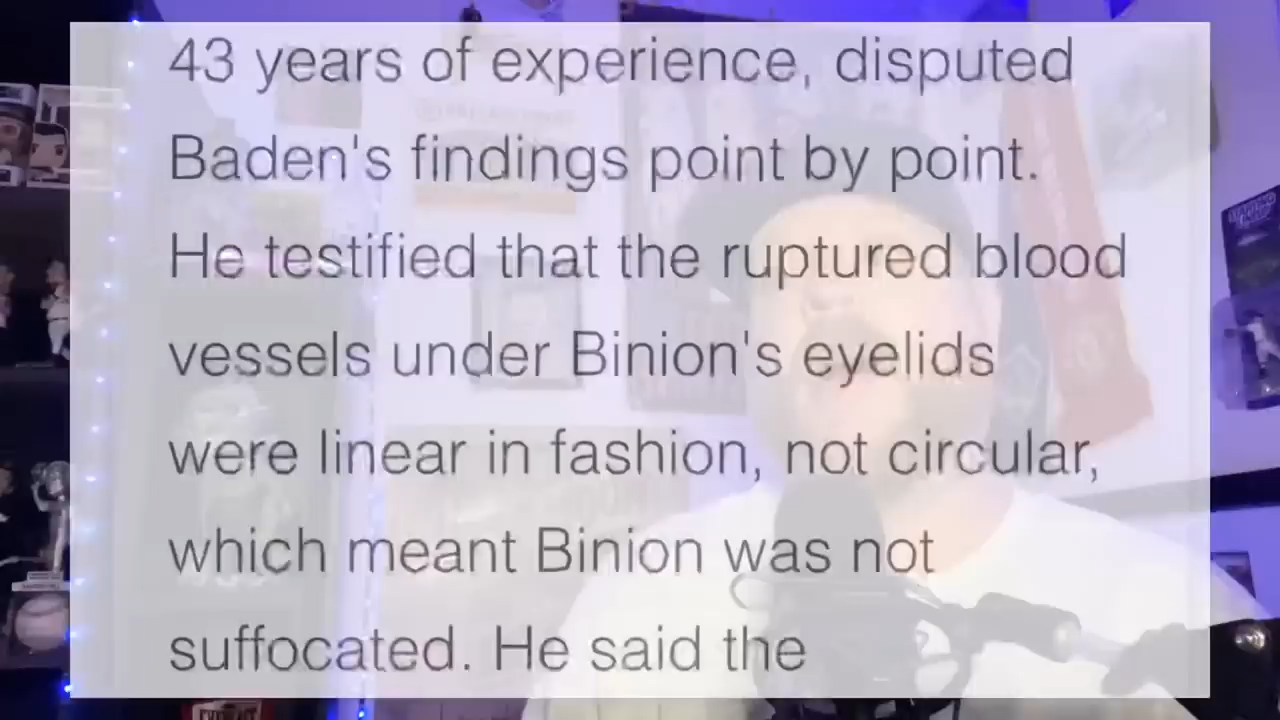 43 years of experience, disputed
Baden's findings point by point.
He testified that the ruptured blood
vessels under Binion's eyelids
were linear in fashion, not circular,
which meant Binion was not
suffocated. He said the